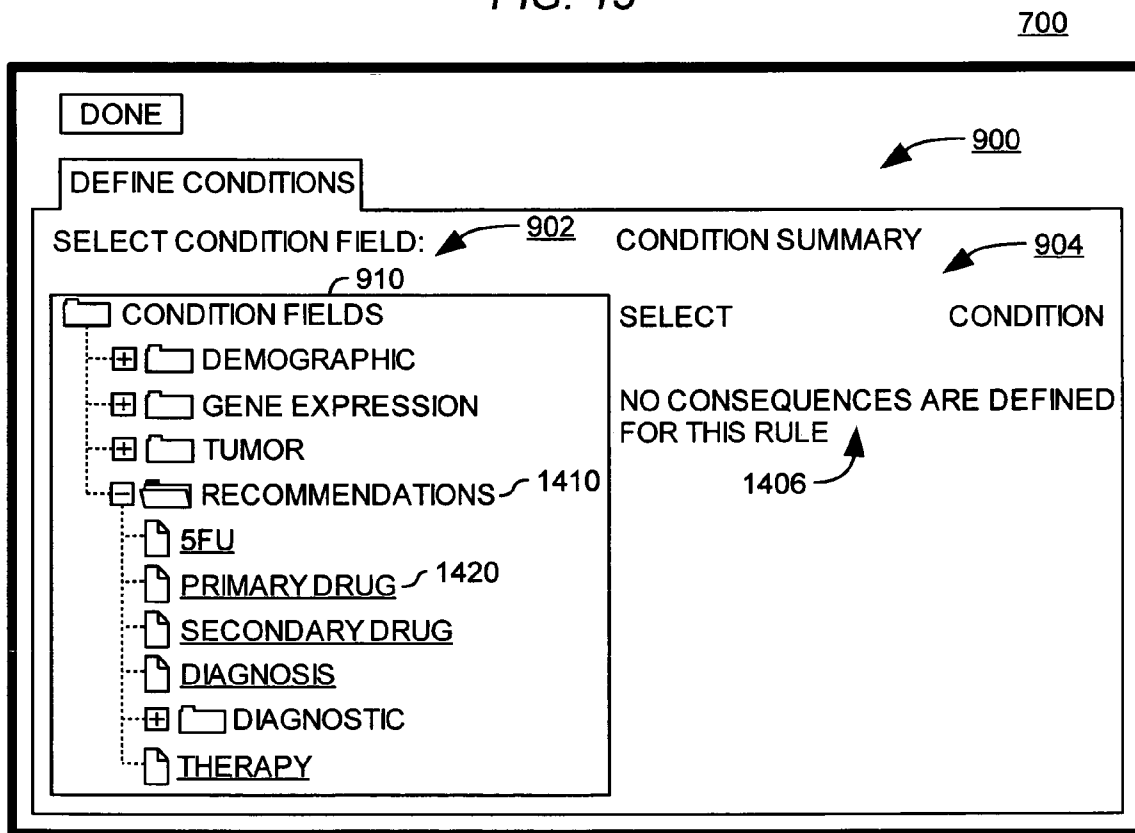 700
DONE
900
DEFINE CONDITIONS
SELECT CONDITION FIELD: 902
CONDITION SUMMARY 904
910
CONDITION FIELDS
DEMOGRAPHIC
GENE EXPRESSION
TUMOR
RECOMMENDATIONS 1410
5FU
PRIMARY DRUG 1420
SECONDARY DRUG
DIAGNOSIS
DIAGNOSTIC
THERAPY
SELECT CONDITION
NO CONSEQUENCES ARE DEFINED
FOR THIS RULE
1406